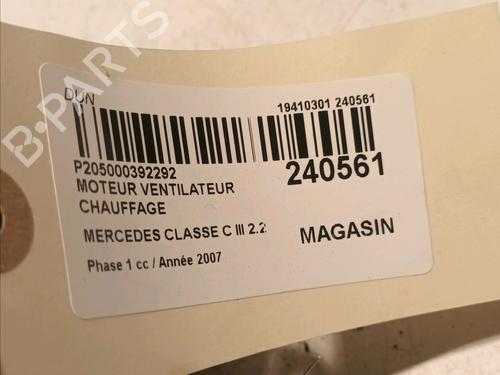 DUN
19410301 240561
P205000392292
240561
MOTEUR VENTILATEUR
CHAUFFAGE
MERCEDES CLASSE C III 2.2
MAGASIN
Phase 1 cc / Année 2007
B-PARTS